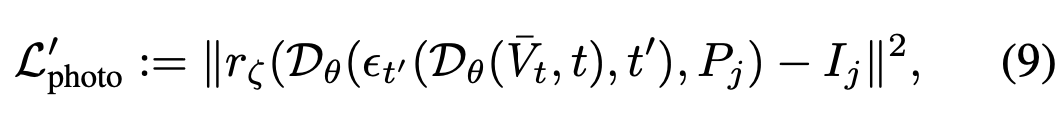 ℒ′_photo := ‖r_ζ(𝒟_θ(ϵ_t′(𝒟_θ(V̄_t, t), t′), P_j) − I_j‖², (9)